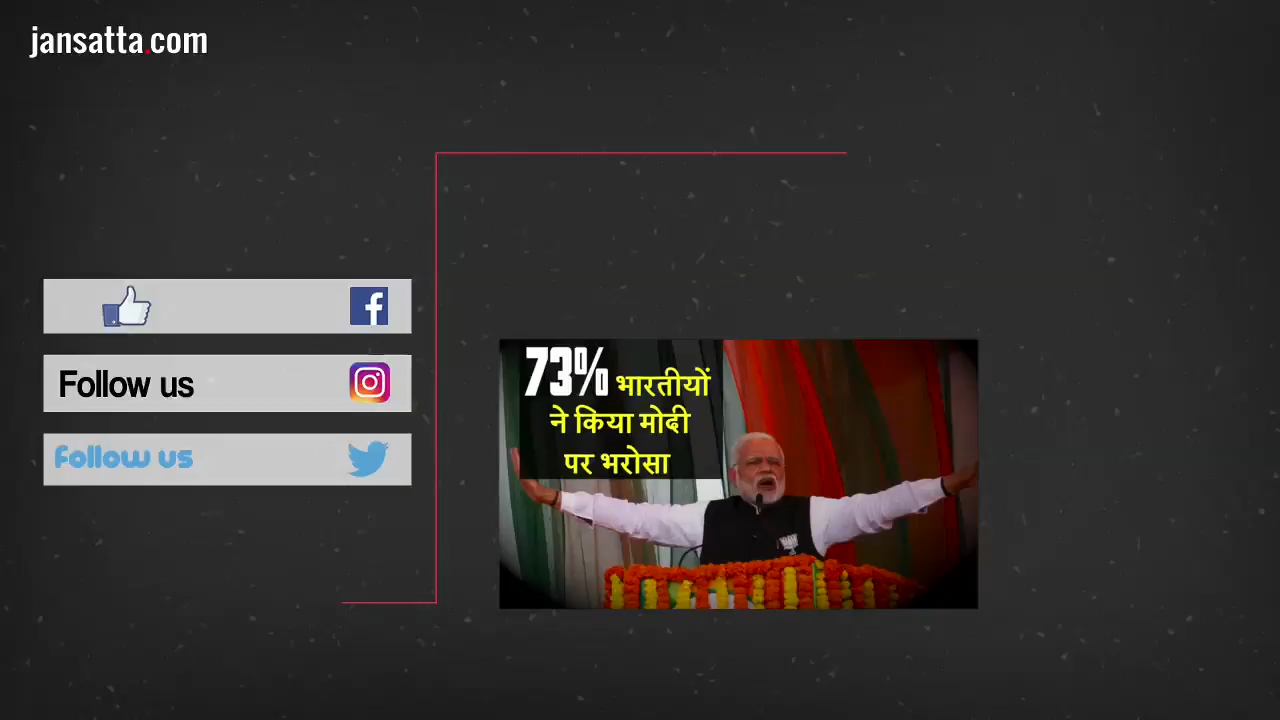 jansatta.com
Follow us
Follow us
73% भारतीयों
ने किया मोदी
पर भरोसा